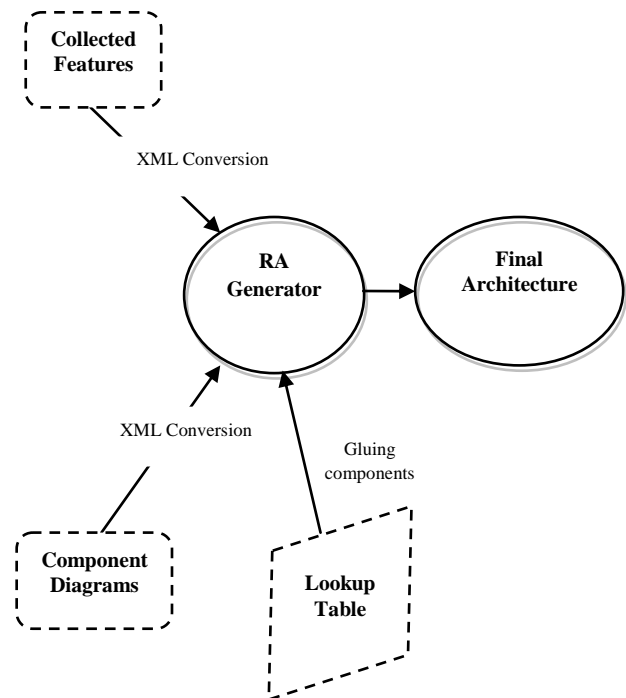 Collected
Features
XML Conversion
RA
Generator
Final
Architecture
XML Conversion
Gluing
components
Component
Diagrams
Lookup
Table